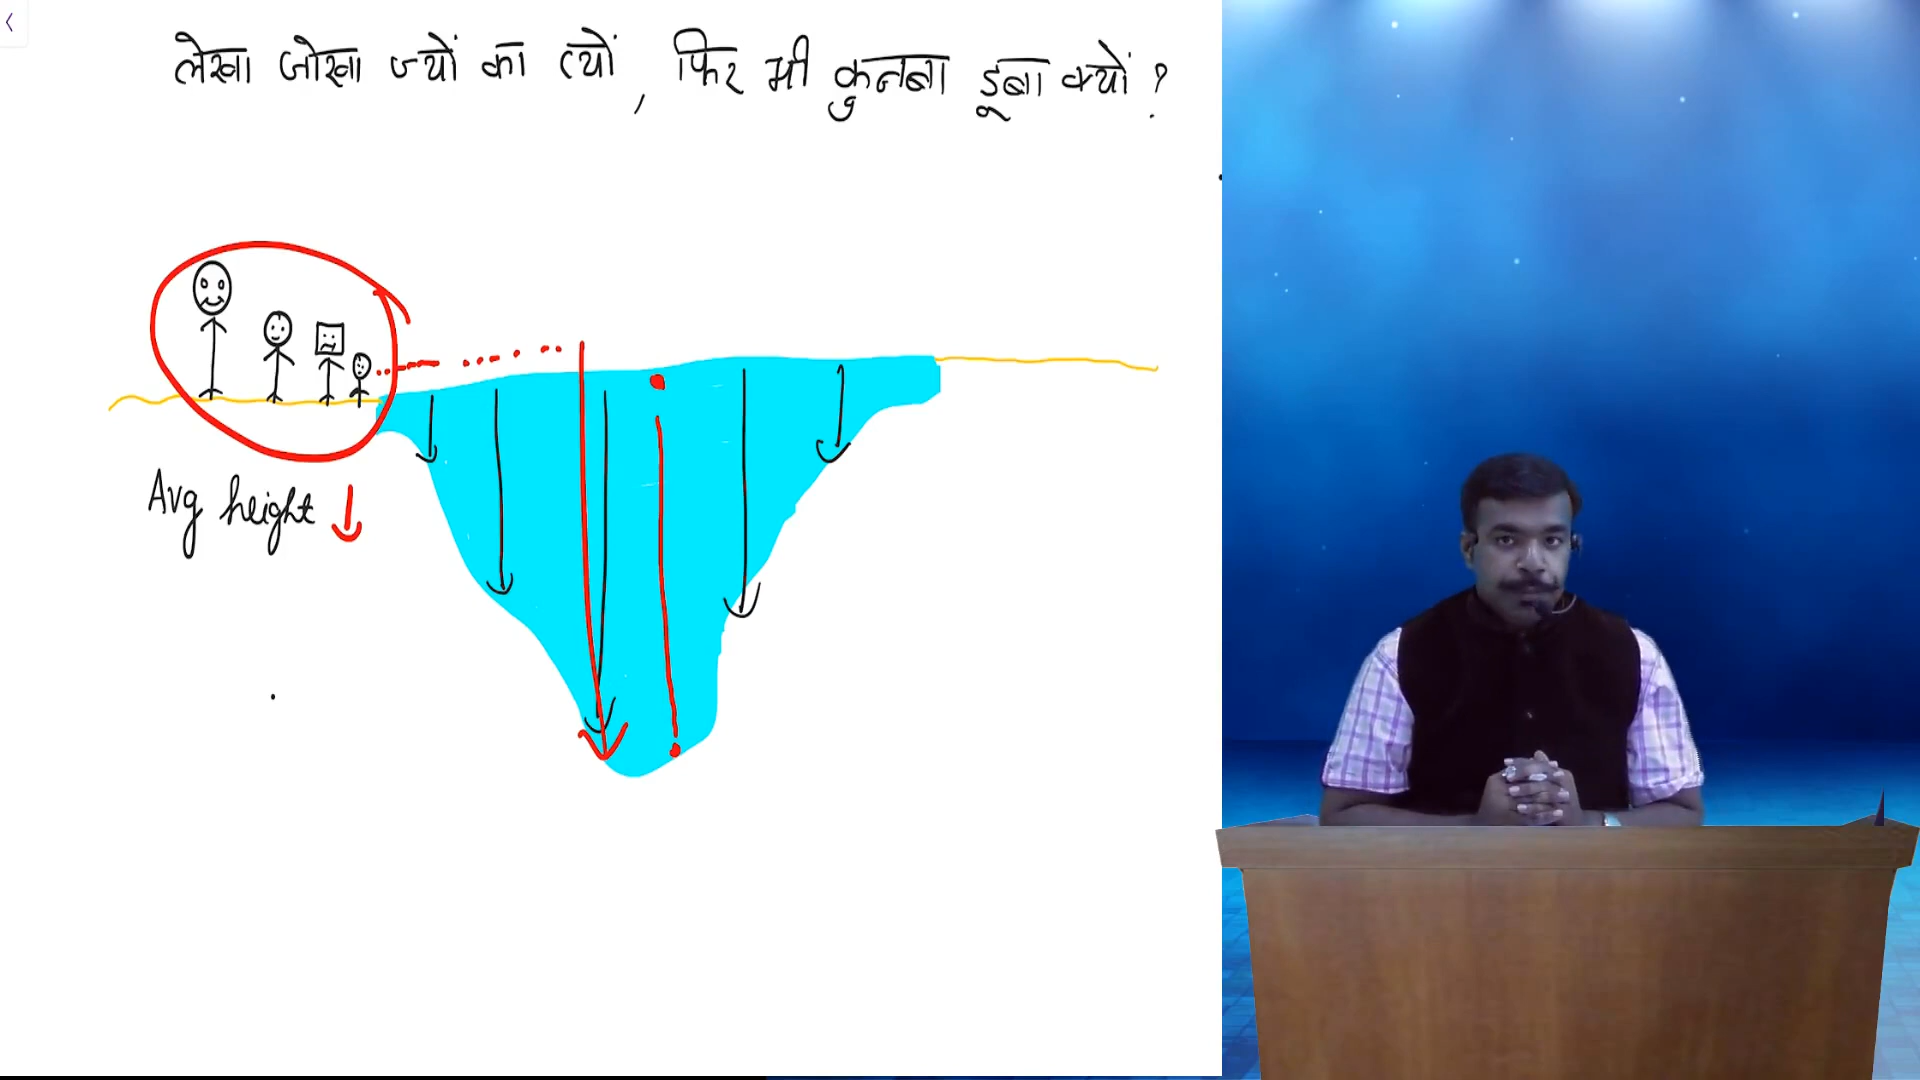 लेखा जोखा ज्यों का त्यों, फिर भी कुनबा डूबा क्यों?
Avg height ↓